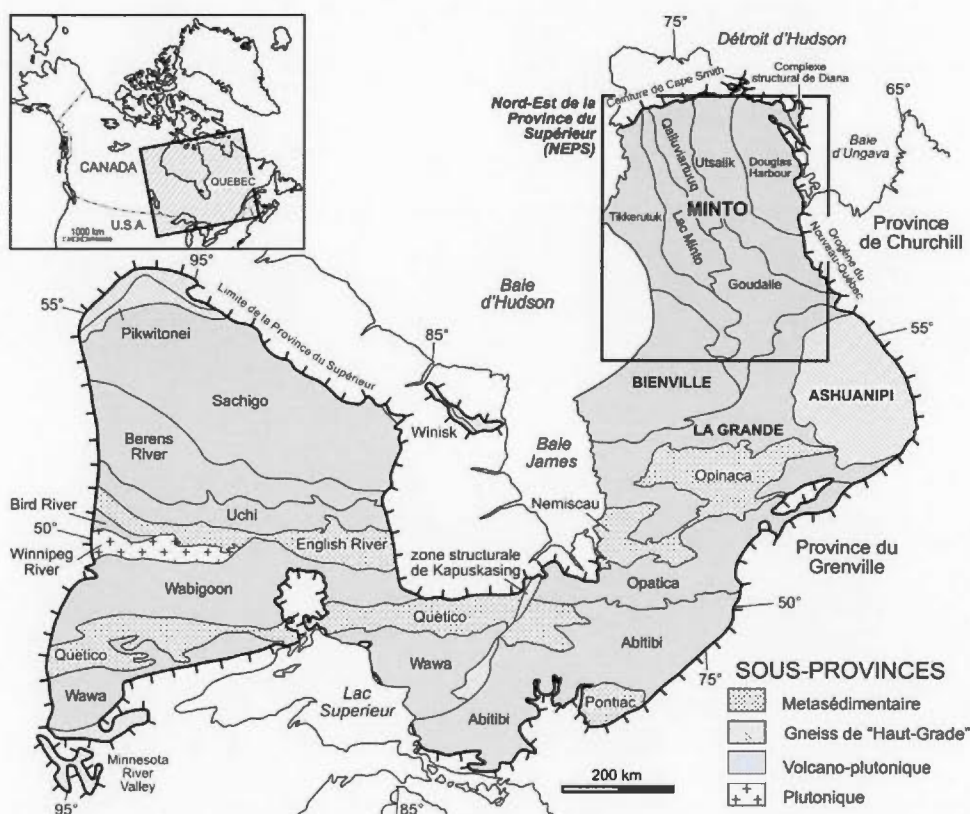 CANADA
QUEBEC
U.S.A.
1000 km
75°
Détroit d'Hudson
Complexe
structural de Diana
Ceinture de Cape Smith
Nord-Est de la
Province du
Supérieur
(NEPS)
65°
Baie
d'Ungava
Qalluviartuuq
Utsalik
Douglas
Harbour
MINTO
Tikkerutuk
Lac Minto
Goudalie
Province
de Churchill
Orogène du
Nouveau-Québec
95°
55°
Limite de la Province du Supérieur
Baie
d'Hudson
85°
55°
Pikwitonei
Sachigo
Winisk
BIENVILLE
ASHUANIPI
LA GRANDE
Berens
River
Baie
James
Opinaca
Nemiscau
Bird River
Uchi
50°
English River
Winnipeg
River
zone structurale
de Kapuskasing
Province du
Grenville
Wabigoon
Opatica
50°
Quetico
Abitibi
Quetico
Wawa
75°
Wawa
Lac
Superieur
Abitibi
Pontiac
Minnesota
River
Valley
95°
85°
200 km
SOUS-PROVINCES
Metasédimentaire
Gneiss de "Haut-Grade"
Volcano-plutonique
Plutonique